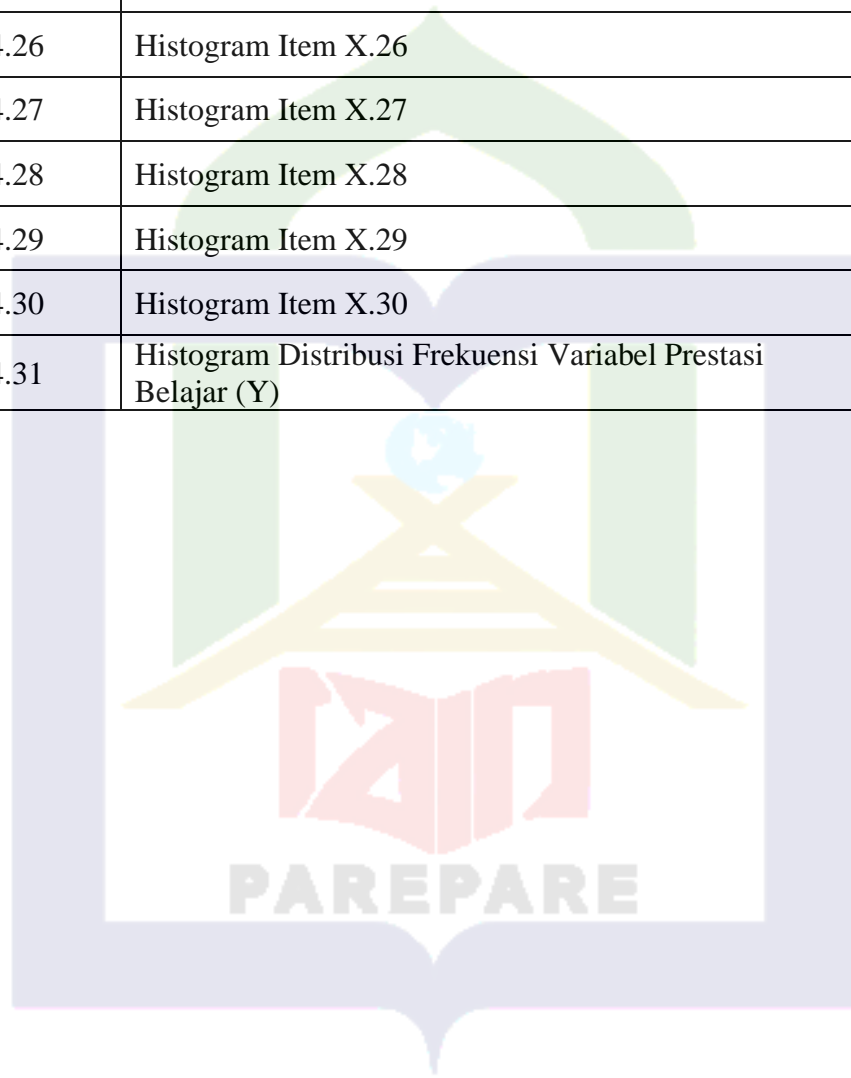 .26 Histogram Item X.26
.27 Histogram Item X.27
.28 Histogram Item X.28
.29 Histogram Item X.29
.30 Histogram Item X.30
.31 Histogram Distribusi Frekuensi Variabel Prestasi
Belajar (Y)
PAREPARE